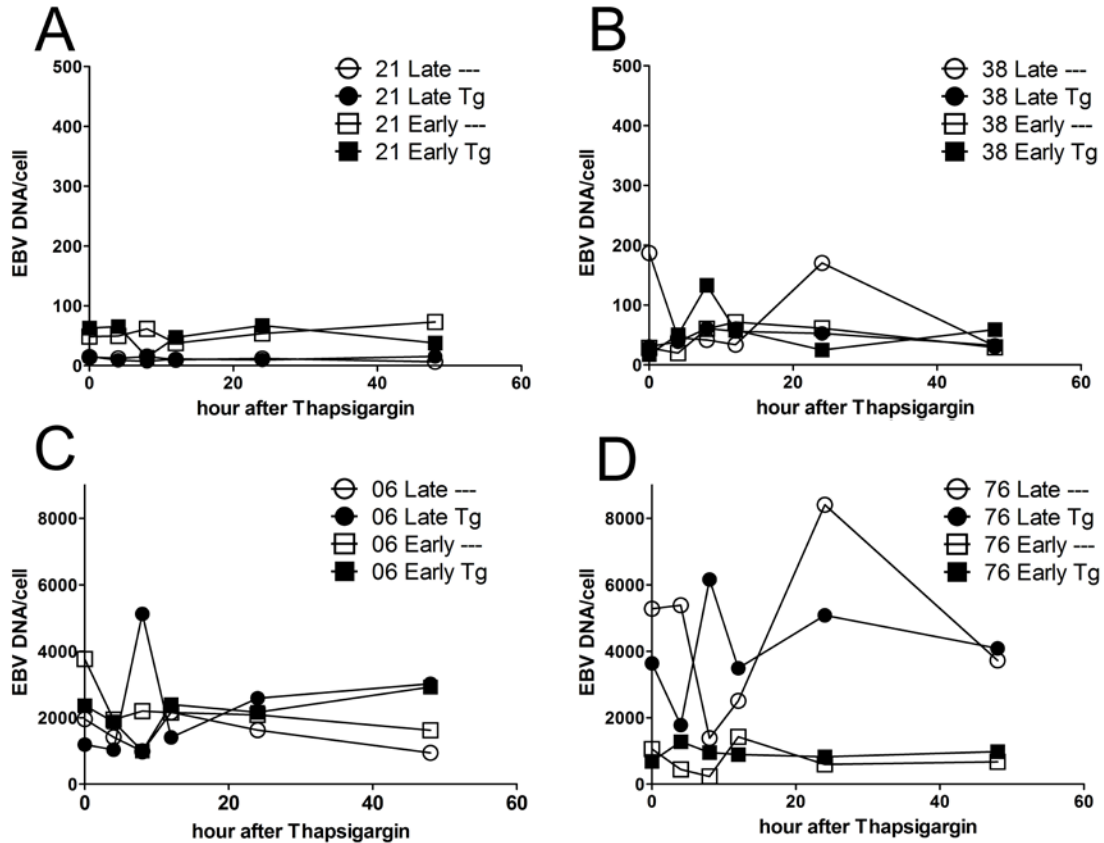 A
21 Late ---
21 Late Tg
21 Early ---
21 Early Tg
500
400
300
200
100
0
EBV DNA/cell
0 20 40 60
hour after Thapsigargin
B
38 Late ---
38 Late Tg
38 Early ---
38 Early Tg
500
400
300
200
100
0
EBV DNA/cell
0 20 40 60
hour after Thapsigargin
C
06 Late ---
06 Late Tg
06 Early ---
06 Early Tg
8000
6000
4000
2000
0
EBV DNA/cell
0 20 40 60
hour after Thapsigargin
D
76 Late ---
76 Late Tg
76 Early ---
76 Early Tg
8000
6000
4000
2000
0
EBV DNA/cell
0 20 40 60
hour after Thapsigargin